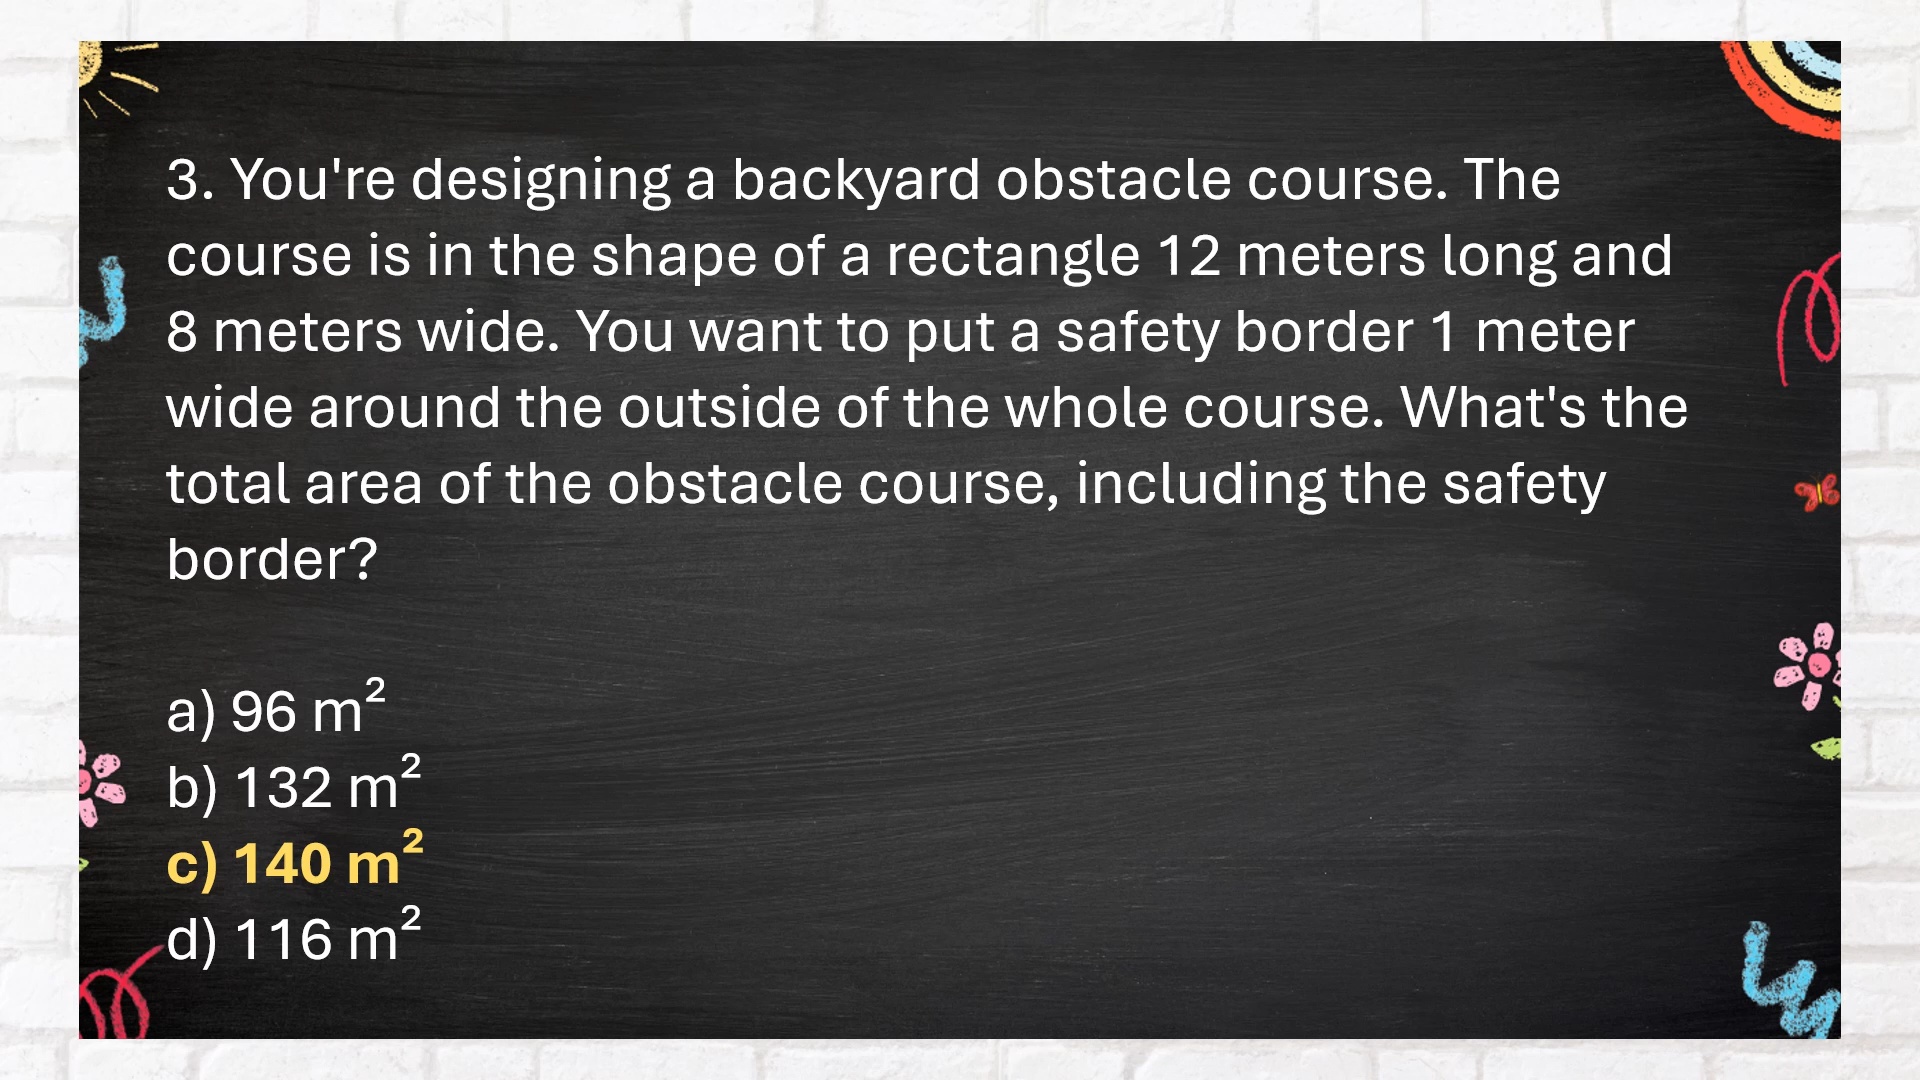 3. You're designing a backyard obstacle course. The
course is in the shape of a rectangle 12 meters long and
8 meters wide. You want to put a safety border 1 meter
wide around the outside of the whole course. What's the
total area of the obstacle course, including the safety
border?
a) 96 m²
b) 132 m²
c) 140 m²
d) 116 m²